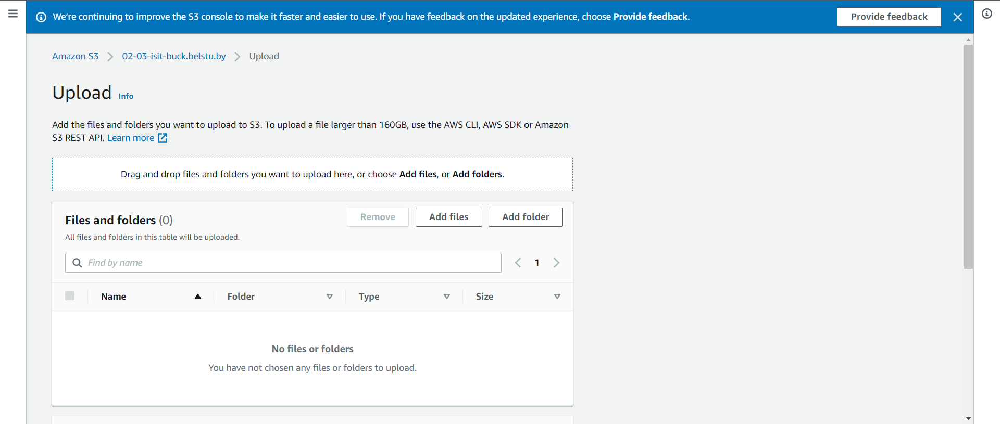 We're continuing to improve the S3 console to make it faster and easier to use. If you have feedback on the updated experience, choose Provide feedback.
Provide feedback
Amazon S3
02-03-isit-buck.belstu.by
Upload
Upload Info
Add the files and folders you want to upload to S3. To upload a file larger than 160GB, use the AWS CLI, AWS SDK or Amazon
S3 REST API. Learn more
Drag and drop files and folders you want to upload here, or choose Add files, or Add folders.
Files and folders (0)
Remove
Add files
Add folder
All files and folders in this table will be uploaded.
Find by name
1
Name
Folder
Type
Size
No files or folders
You have not chosen any files or folders to upload.